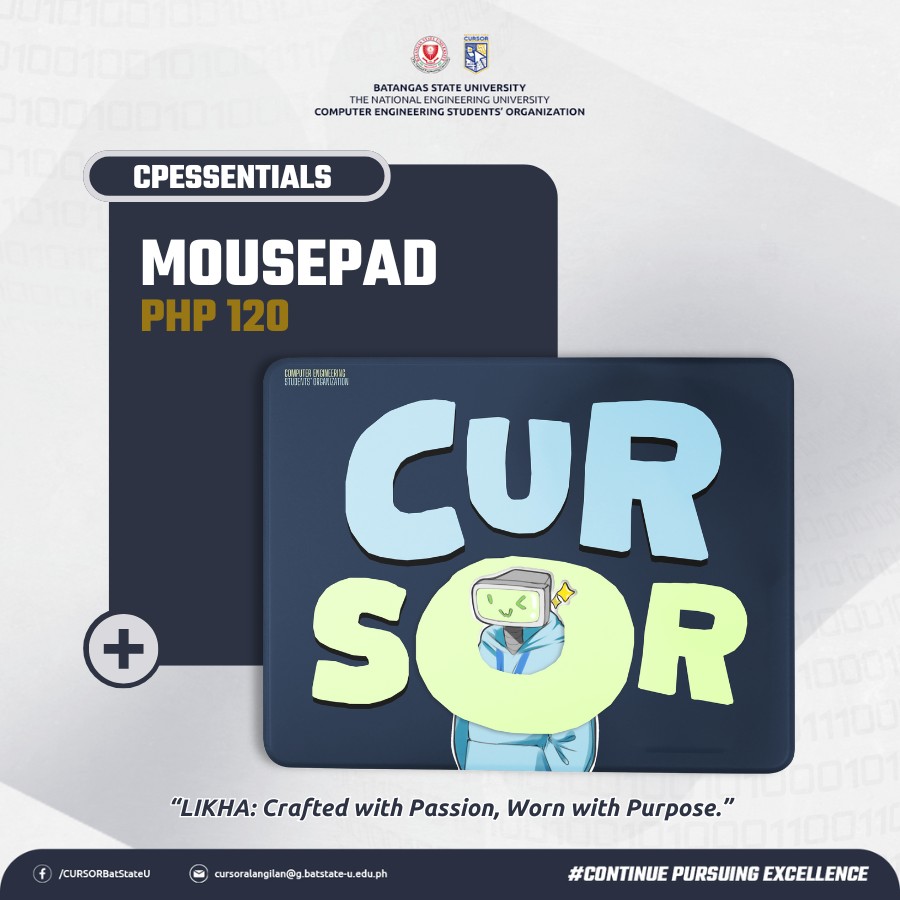 CURSOR
BATANGAS STATE UNIVERSITY
THE NATIONAL ENGINEERING UNIVERSITY
COMPUTER ENGINEERING STUDENTS' ORGANIZATION
CPESSENTIALS
MOUSEPAD
PHP 120
COMPUTER ENGINEERING
STUDENTS' ORGANIZATION
CuR
SOR
“LIKHA: Crafted with Passion, Worn with Purpose.”
/CURSORBatStateU
cursoralangilan@g.batstate-u.edu.ph
#CONTINUE PURSUING EXCELLENCE